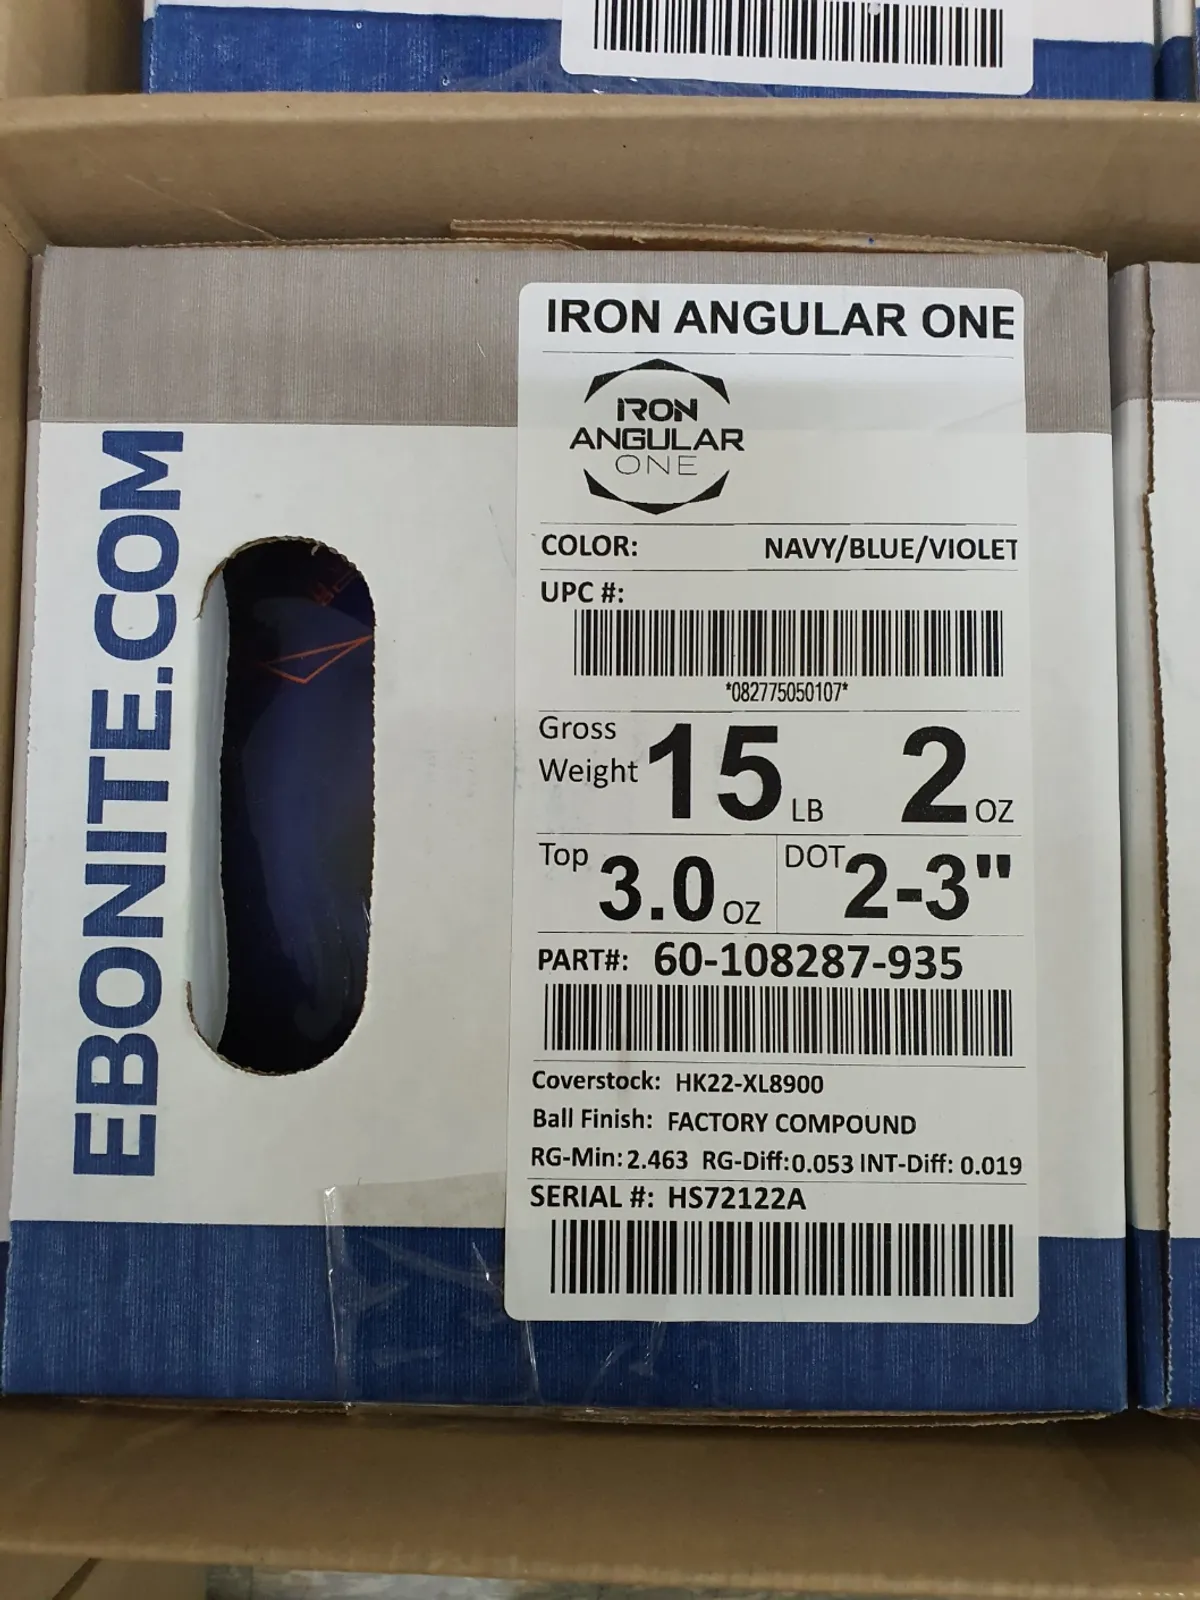 IRON ANGULAR ONE
IRON
ANGULAR
ONE
COLOR: NAVY/BLUE/VIOLET
UPC #:
*082775050107*
Gross Weight 15 LB 2 OZ
Top 3.0 OZ DOT 2-3"
PART#: 60-108287-935
Coverstock: HK22-XL8900
Ball Finish: FACTORY COMPOUND
RG-Min: 2.463 RG-Diff: 0.053 INT-Diff: 0.019
SERIAL #: HS72122A
EBONITE.COM